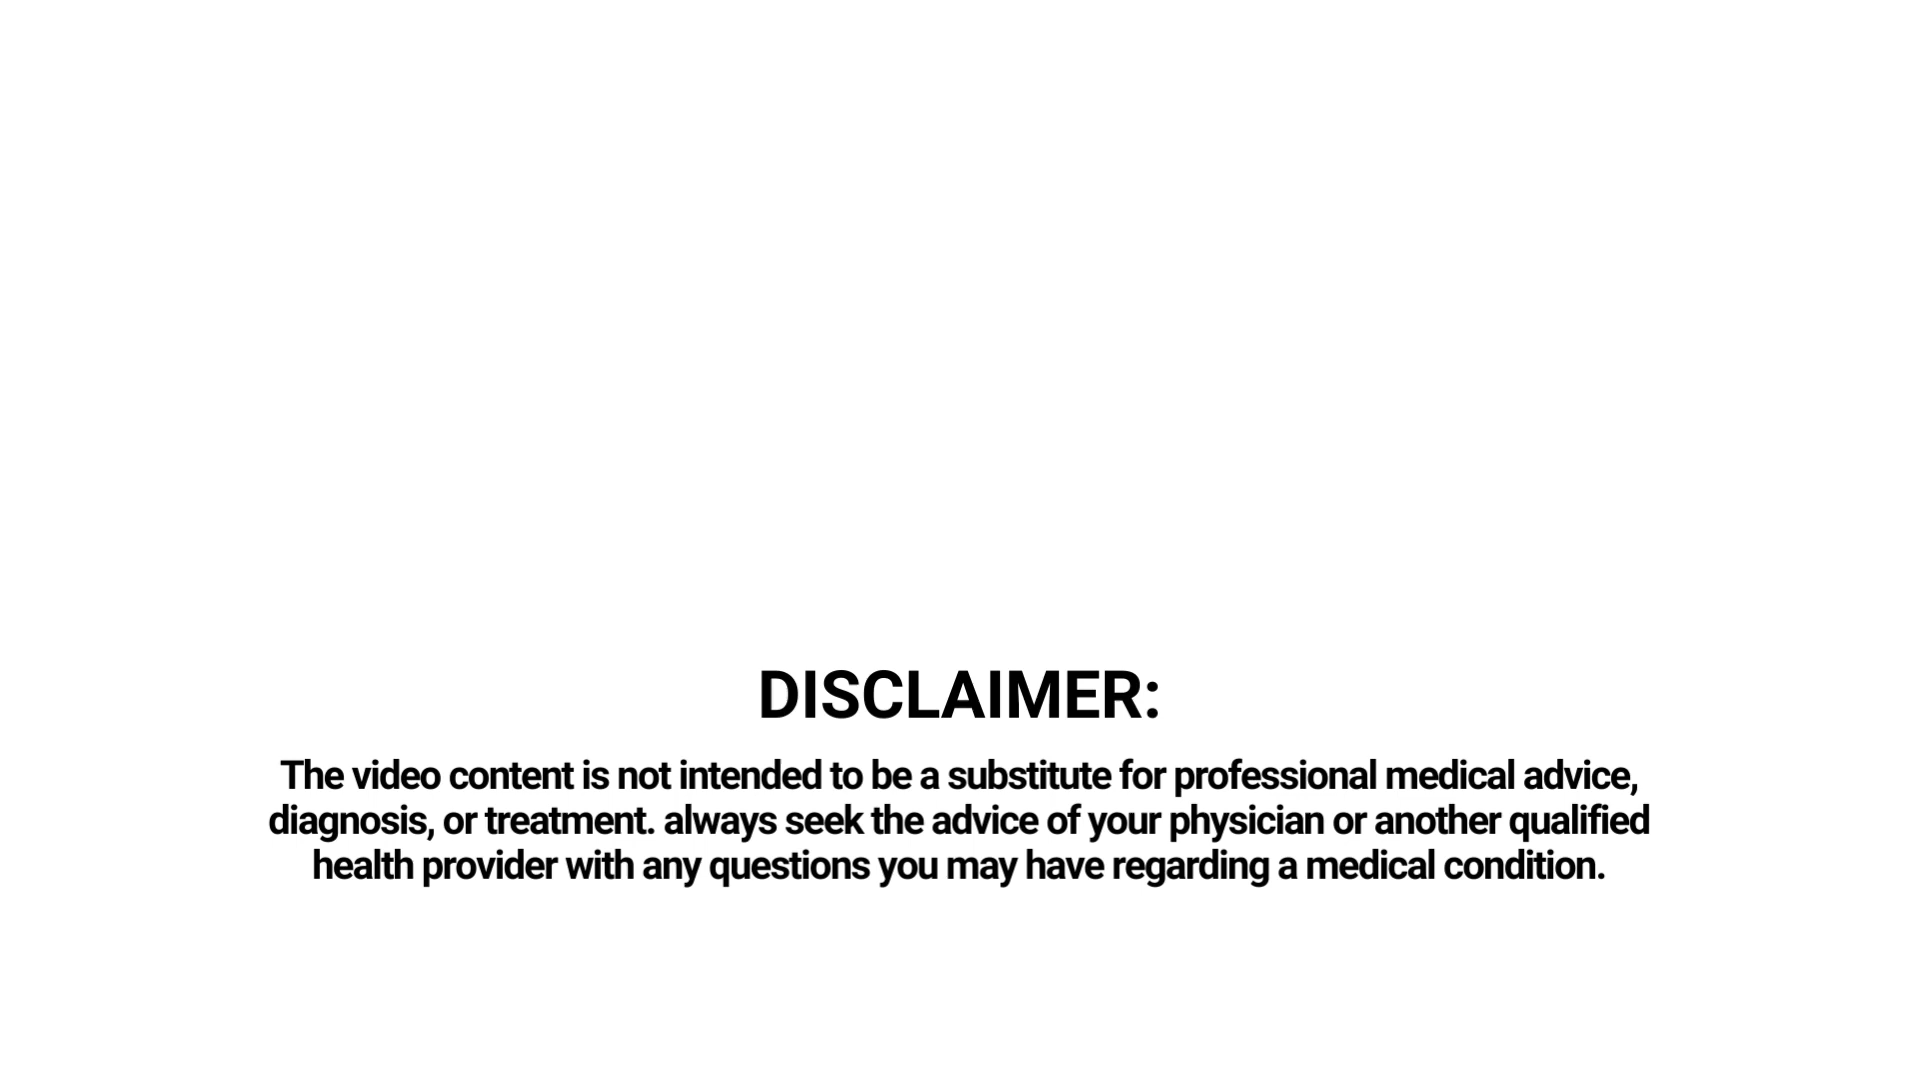 DISCLAIMER:
The video content is not intended to be a substitute for professional medical advice,
diagnosis, or treatment. always seek the advice of your physician or another qualified
health provider with any questions you may have regarding a medical condition.